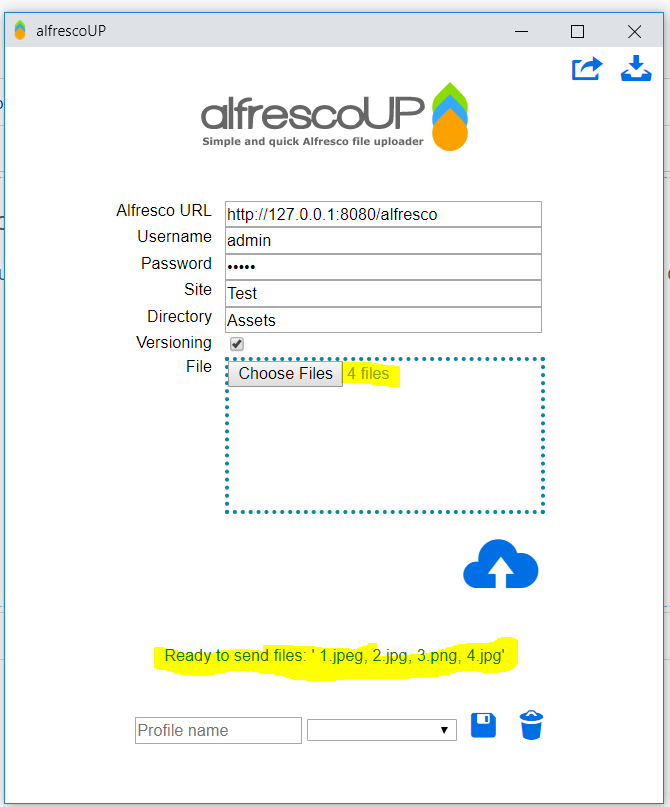 alfrescoUP
alfrescoUP
Simple and quick Alfresco file uploader
Alfresco URL http://127.0.0.1:8080/alfresco
Username admin
Password •••••
Site Test
Directory Assets
Versioning
File Choose Files 4 files
Ready to send files: ' 1.jpeg, 2.jpg, 3.png, 4.jpg'
Profile name